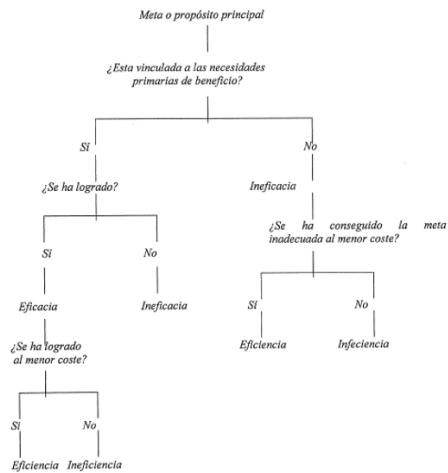 Meta o propósito principal
¿Esta vinculada a las necesidades
primarias de beneficio?
Sí
No
¿Se ha logrado?
Ineficacia
¿Se ha conseguido la meta
inadecuada al menor coste?
Sí
No
Eficacia
Ineficacia
Sí
No
Eficiencia
Infeciencia
¿Se ha logrado
al menor coste?
Sí
No
Eficiencia
Ineficiencia